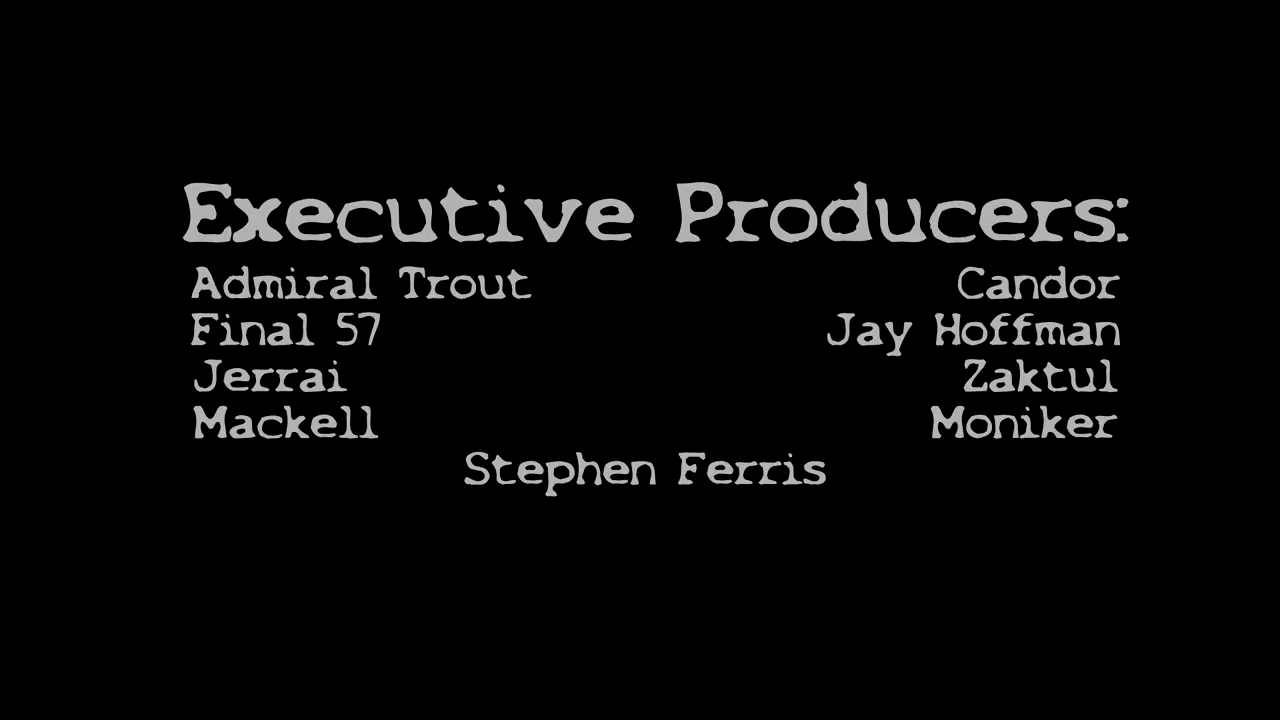 Executive Producers:
Admiral Trout Candor
Final 57 Jay Hoffman
Jerrai Zaktul
Mackell Moniker
Stephen Ferris